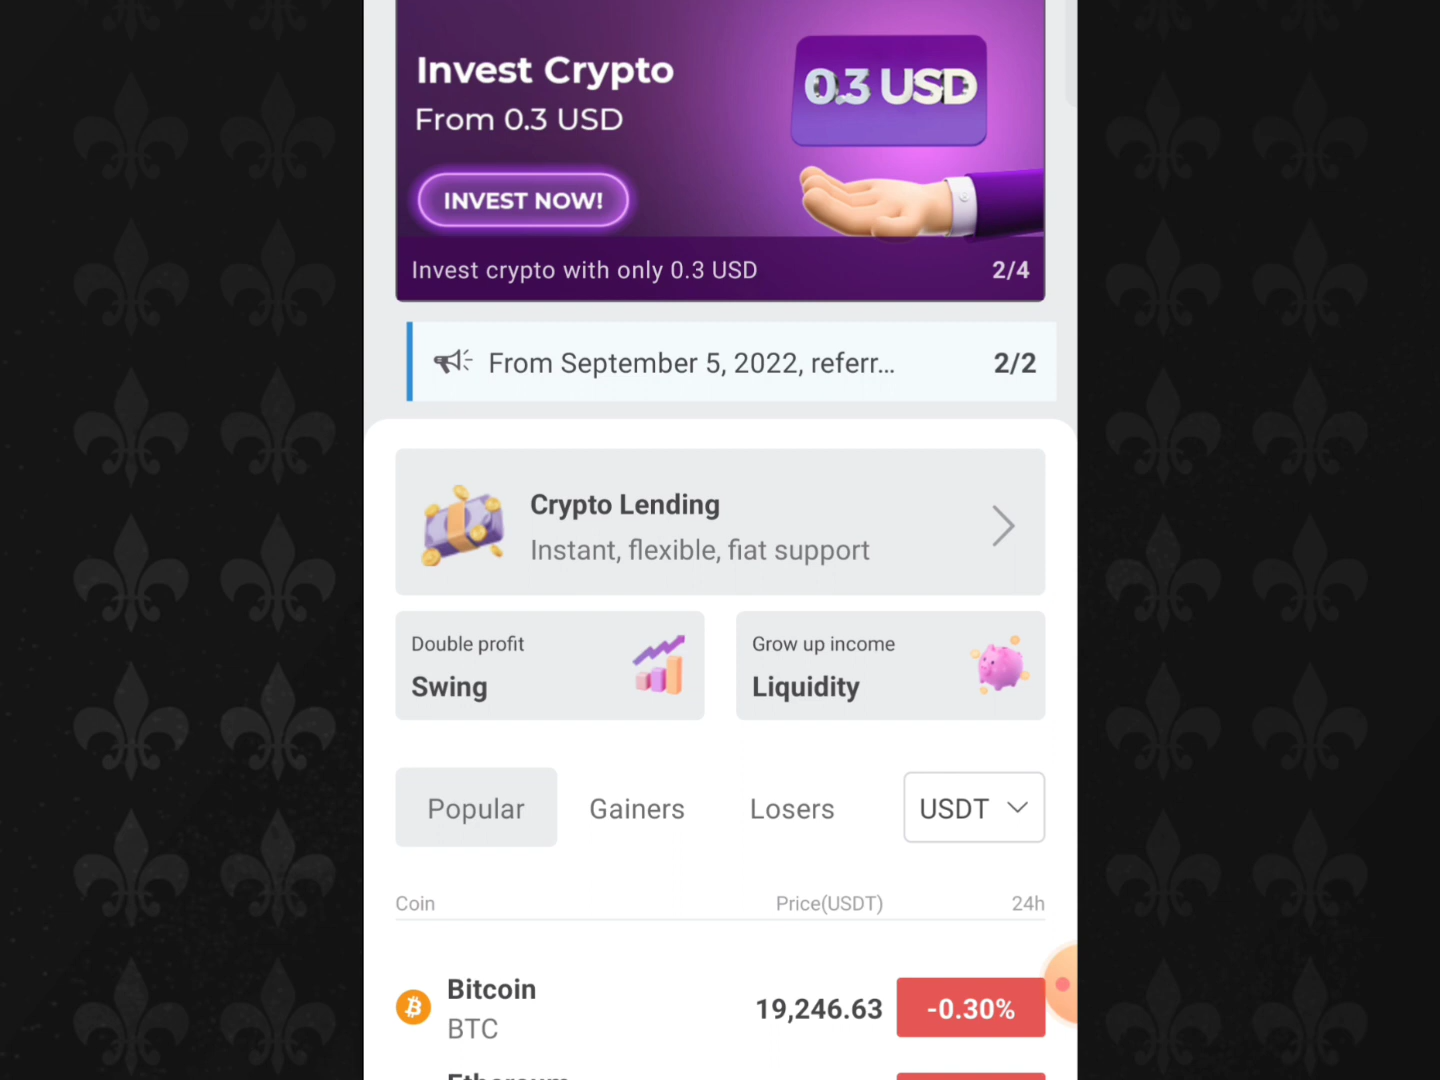 Invest Crypto
From 0.3 USD
0.3 USD
INVEST NOW!
Invest crypto with only 0.3 USD 2/4
From September 5, 2022, referr... 2/2
Crypto Lending
Instant, flexible, fiat support
Double profit
Swing
Grow up income
Liquidity
Popular Gainers Losers USDT
Coin Price(USDT) 24h
Bitcoin
BTC
19,246.63 -0.30%